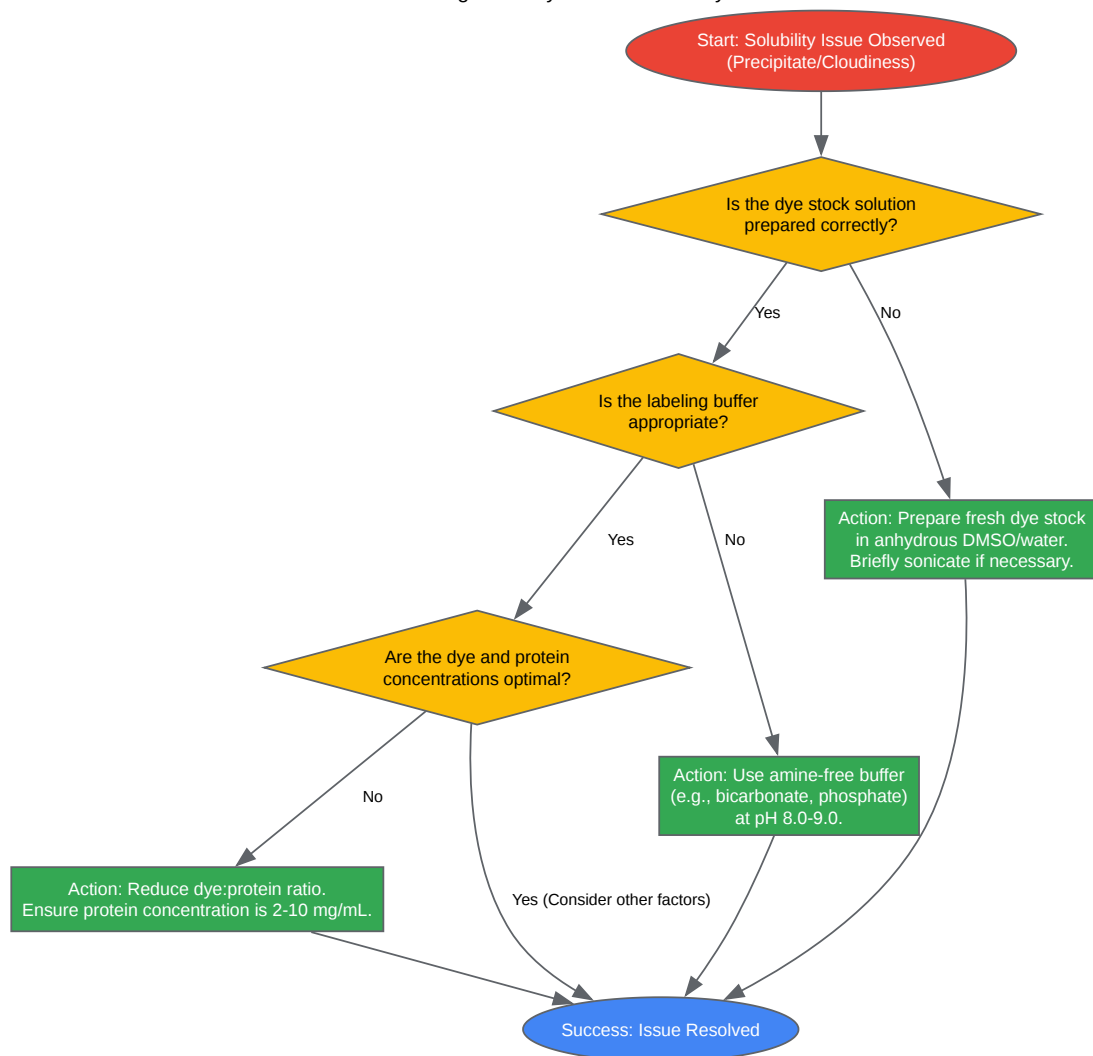 Start: Solubility Issue Observed
(Precipitate/Cloudiness)
Is the dye stock solution
prepared correctly?
Yes
No
Is the labeling buffer
appropriate?
Action: Prepare fresh dye stock
in anhydrous DMSO/water.
Briefly sonicate if necessary.
Yes
No
Are the dye and protein
concentrations optimal?
Action: Use amine-free buffer
(e.g., bicarbonate, phosphate)
at pH 8.0-9.0.
No
Action: Reduce dye:protein ratio.
Ensure protein concentration is 2-10 mg/mL.
Yes (Consider other factors)
Success: Issue Resolved